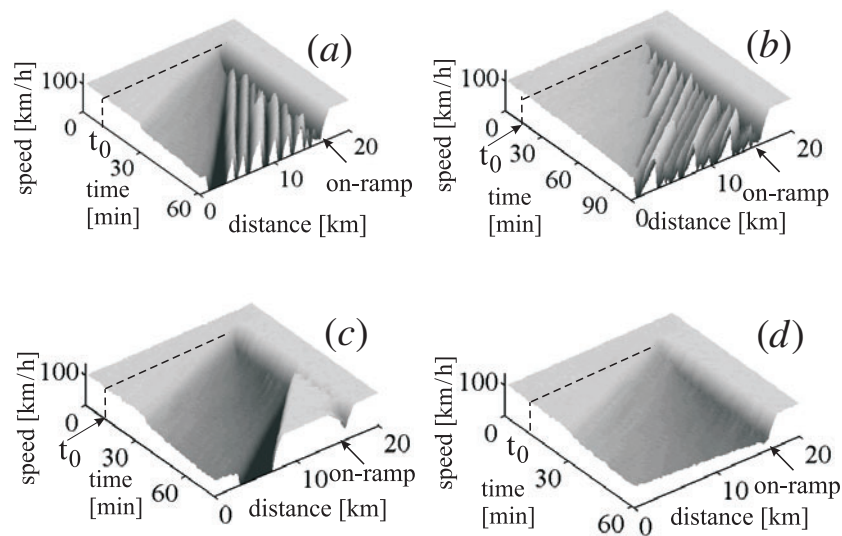 (a)
speed [km/h]
100
0
t0
30
60
time
[min]
0
10
20
on-ramp
distance [km]
(b)
speed [km/h]
100
0
t0
30
60
90
time
[min]
0
10
20
on-ramp
distance [km]
(c)
speed [km/h]
100
0
t0
30
60
time
[min]
0
10
20
on-ramp
distance [km]
(d)
speed [km/h]
100
0
t0
30
60
time
[min]
0
10
20
on-ramp
distance [km]